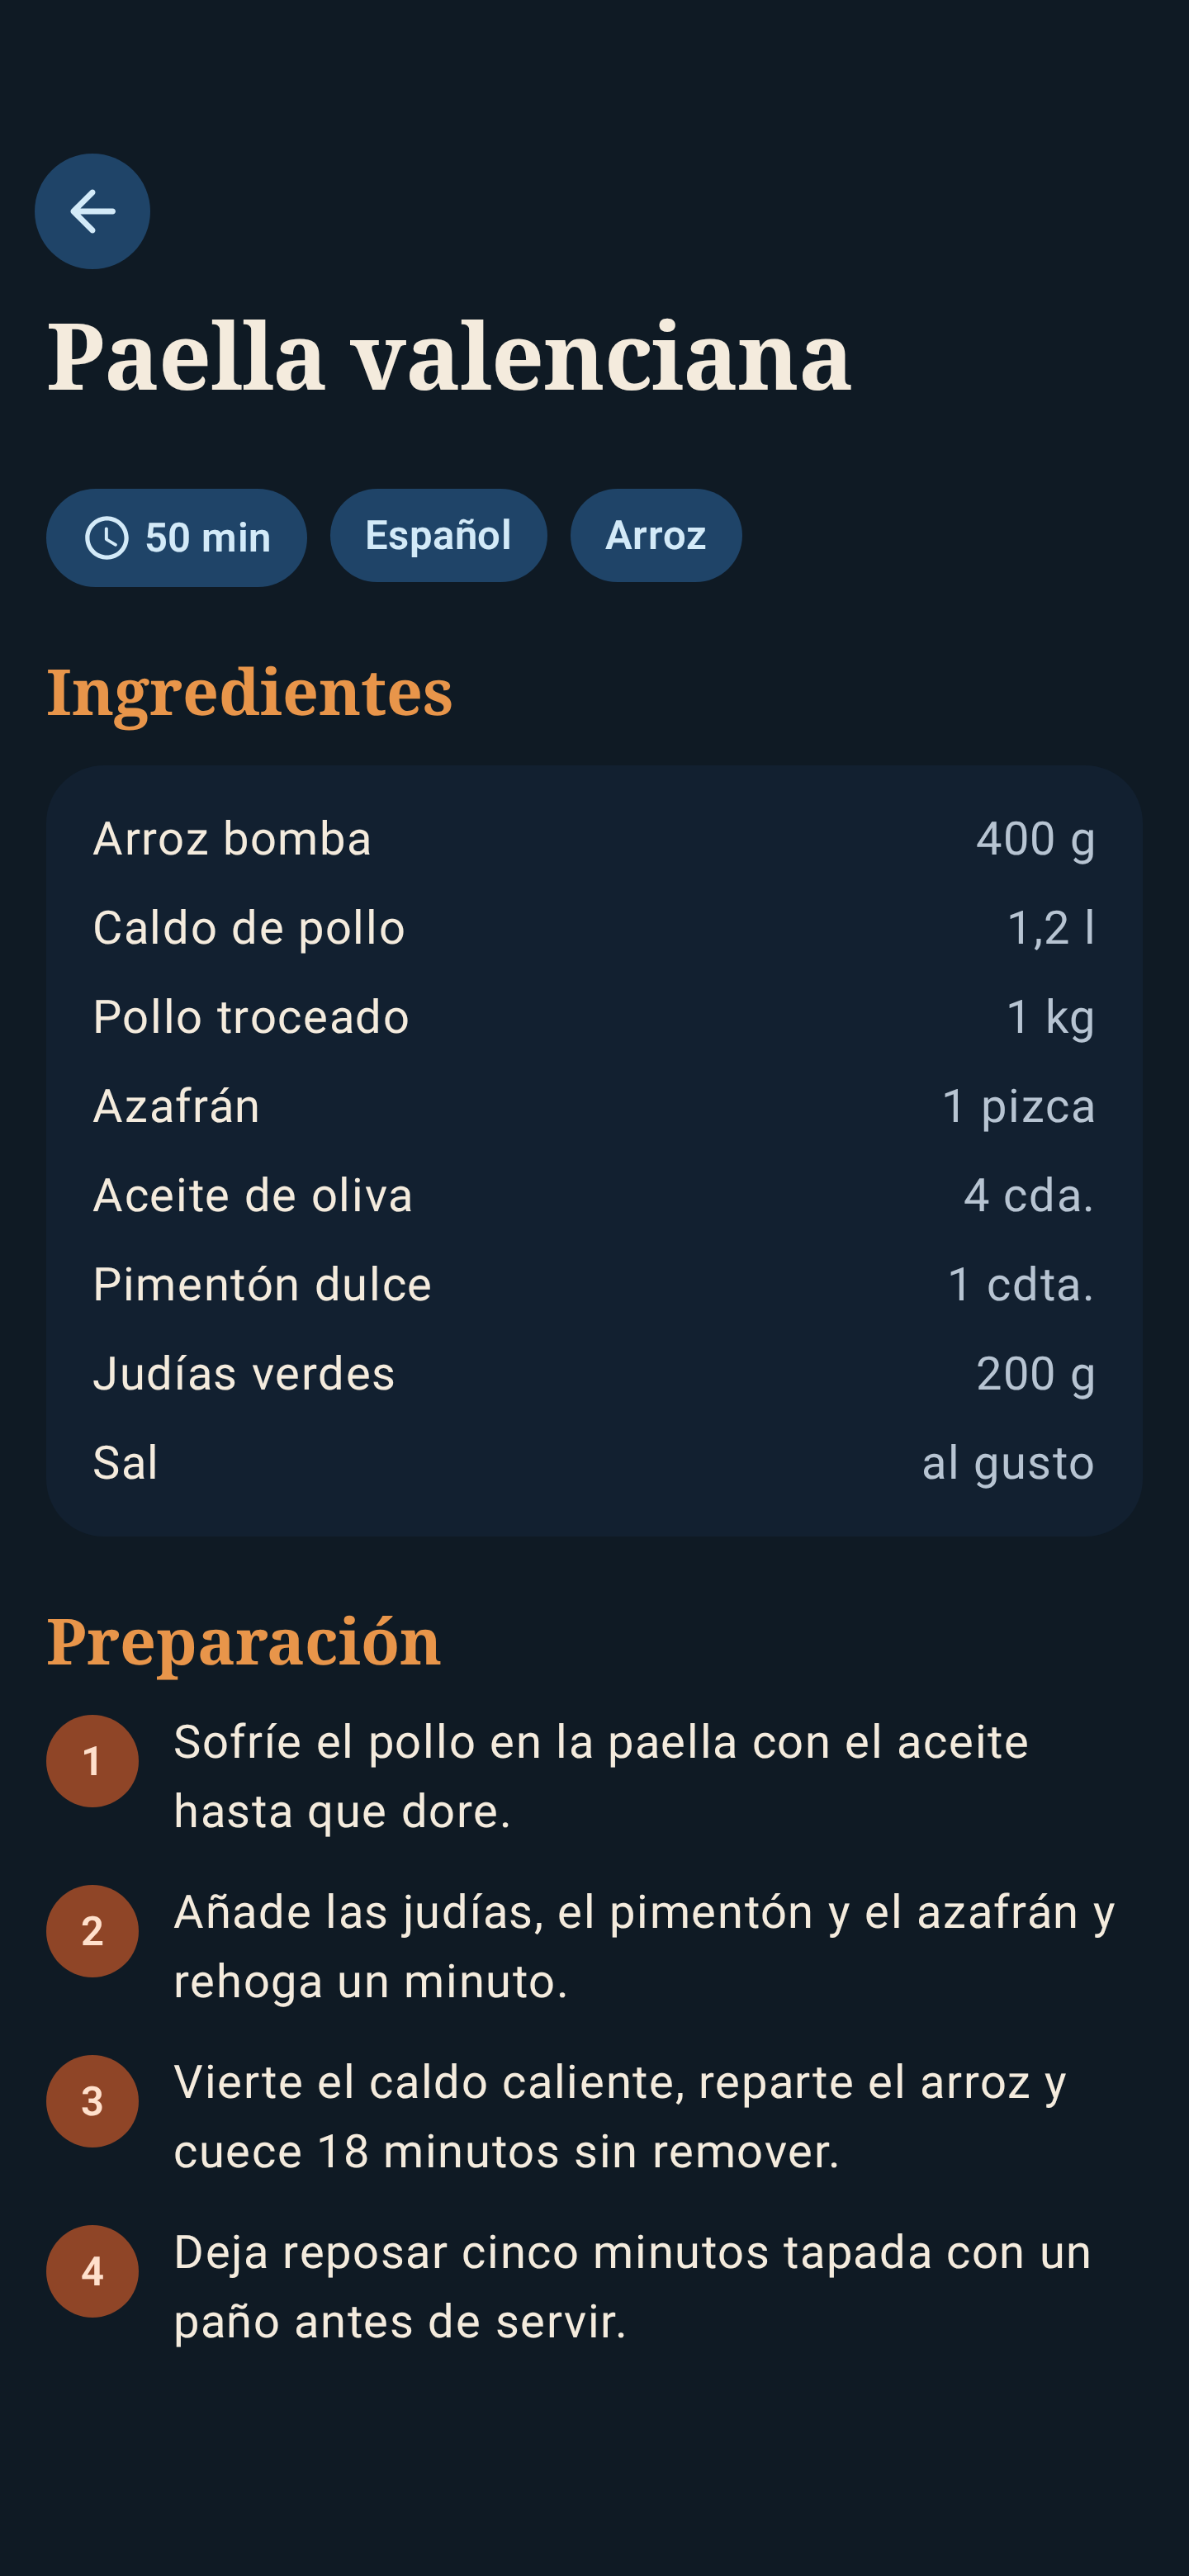 Paella valenciana
50 min Español Arroz
Ingredientes
Arroz bomba 400 g
Caldo de pollo 1,2 l
Pollo troceado 1 kg
Azafrán 1 pizca
Aceite de oliva 4 cda.
Pimentón dulce 1 cdta.
Judías verdes 200 g
Sal al gusto
Preparación
1 Sofríe el pollo en la paella con el aceite
hasta que dore.
2 Añade las judías, el pimentón y el azafrán y
rehoga un minuto.
3 Vierte el caldo caliente, reparte el arroz y
cuece 18 minutos sin remover.
4 Deja reposar cinco minutos tapada con un
paño antes de servir.